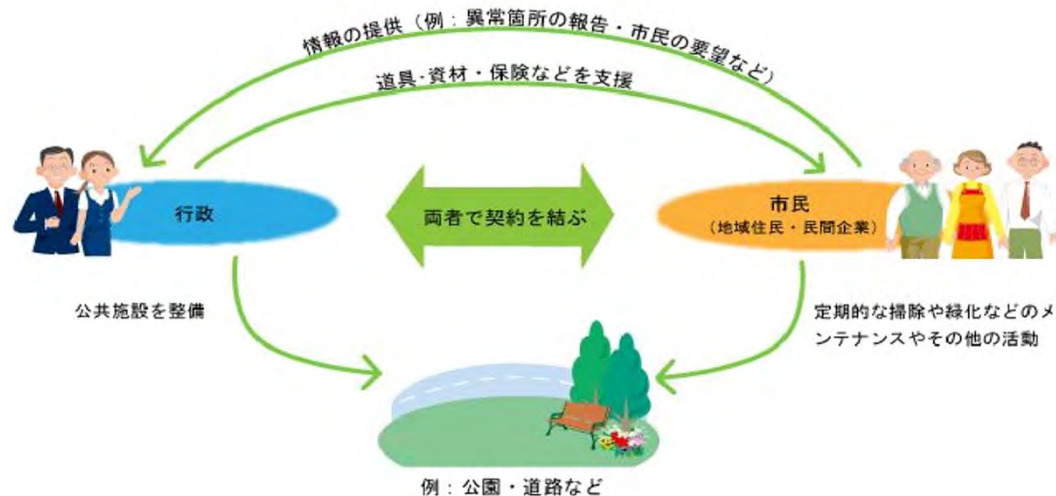 情報の提供（例：異常箇所の報告・市民の要望など）
道具・資材・保険などを支援
行政
両者で契約を結ぶ
市民
（地域住民・民間企業）
公共施設を整備
定期的な掃除や緑化などのメ
ンテナンスやその他の活動
例：公園・道路など